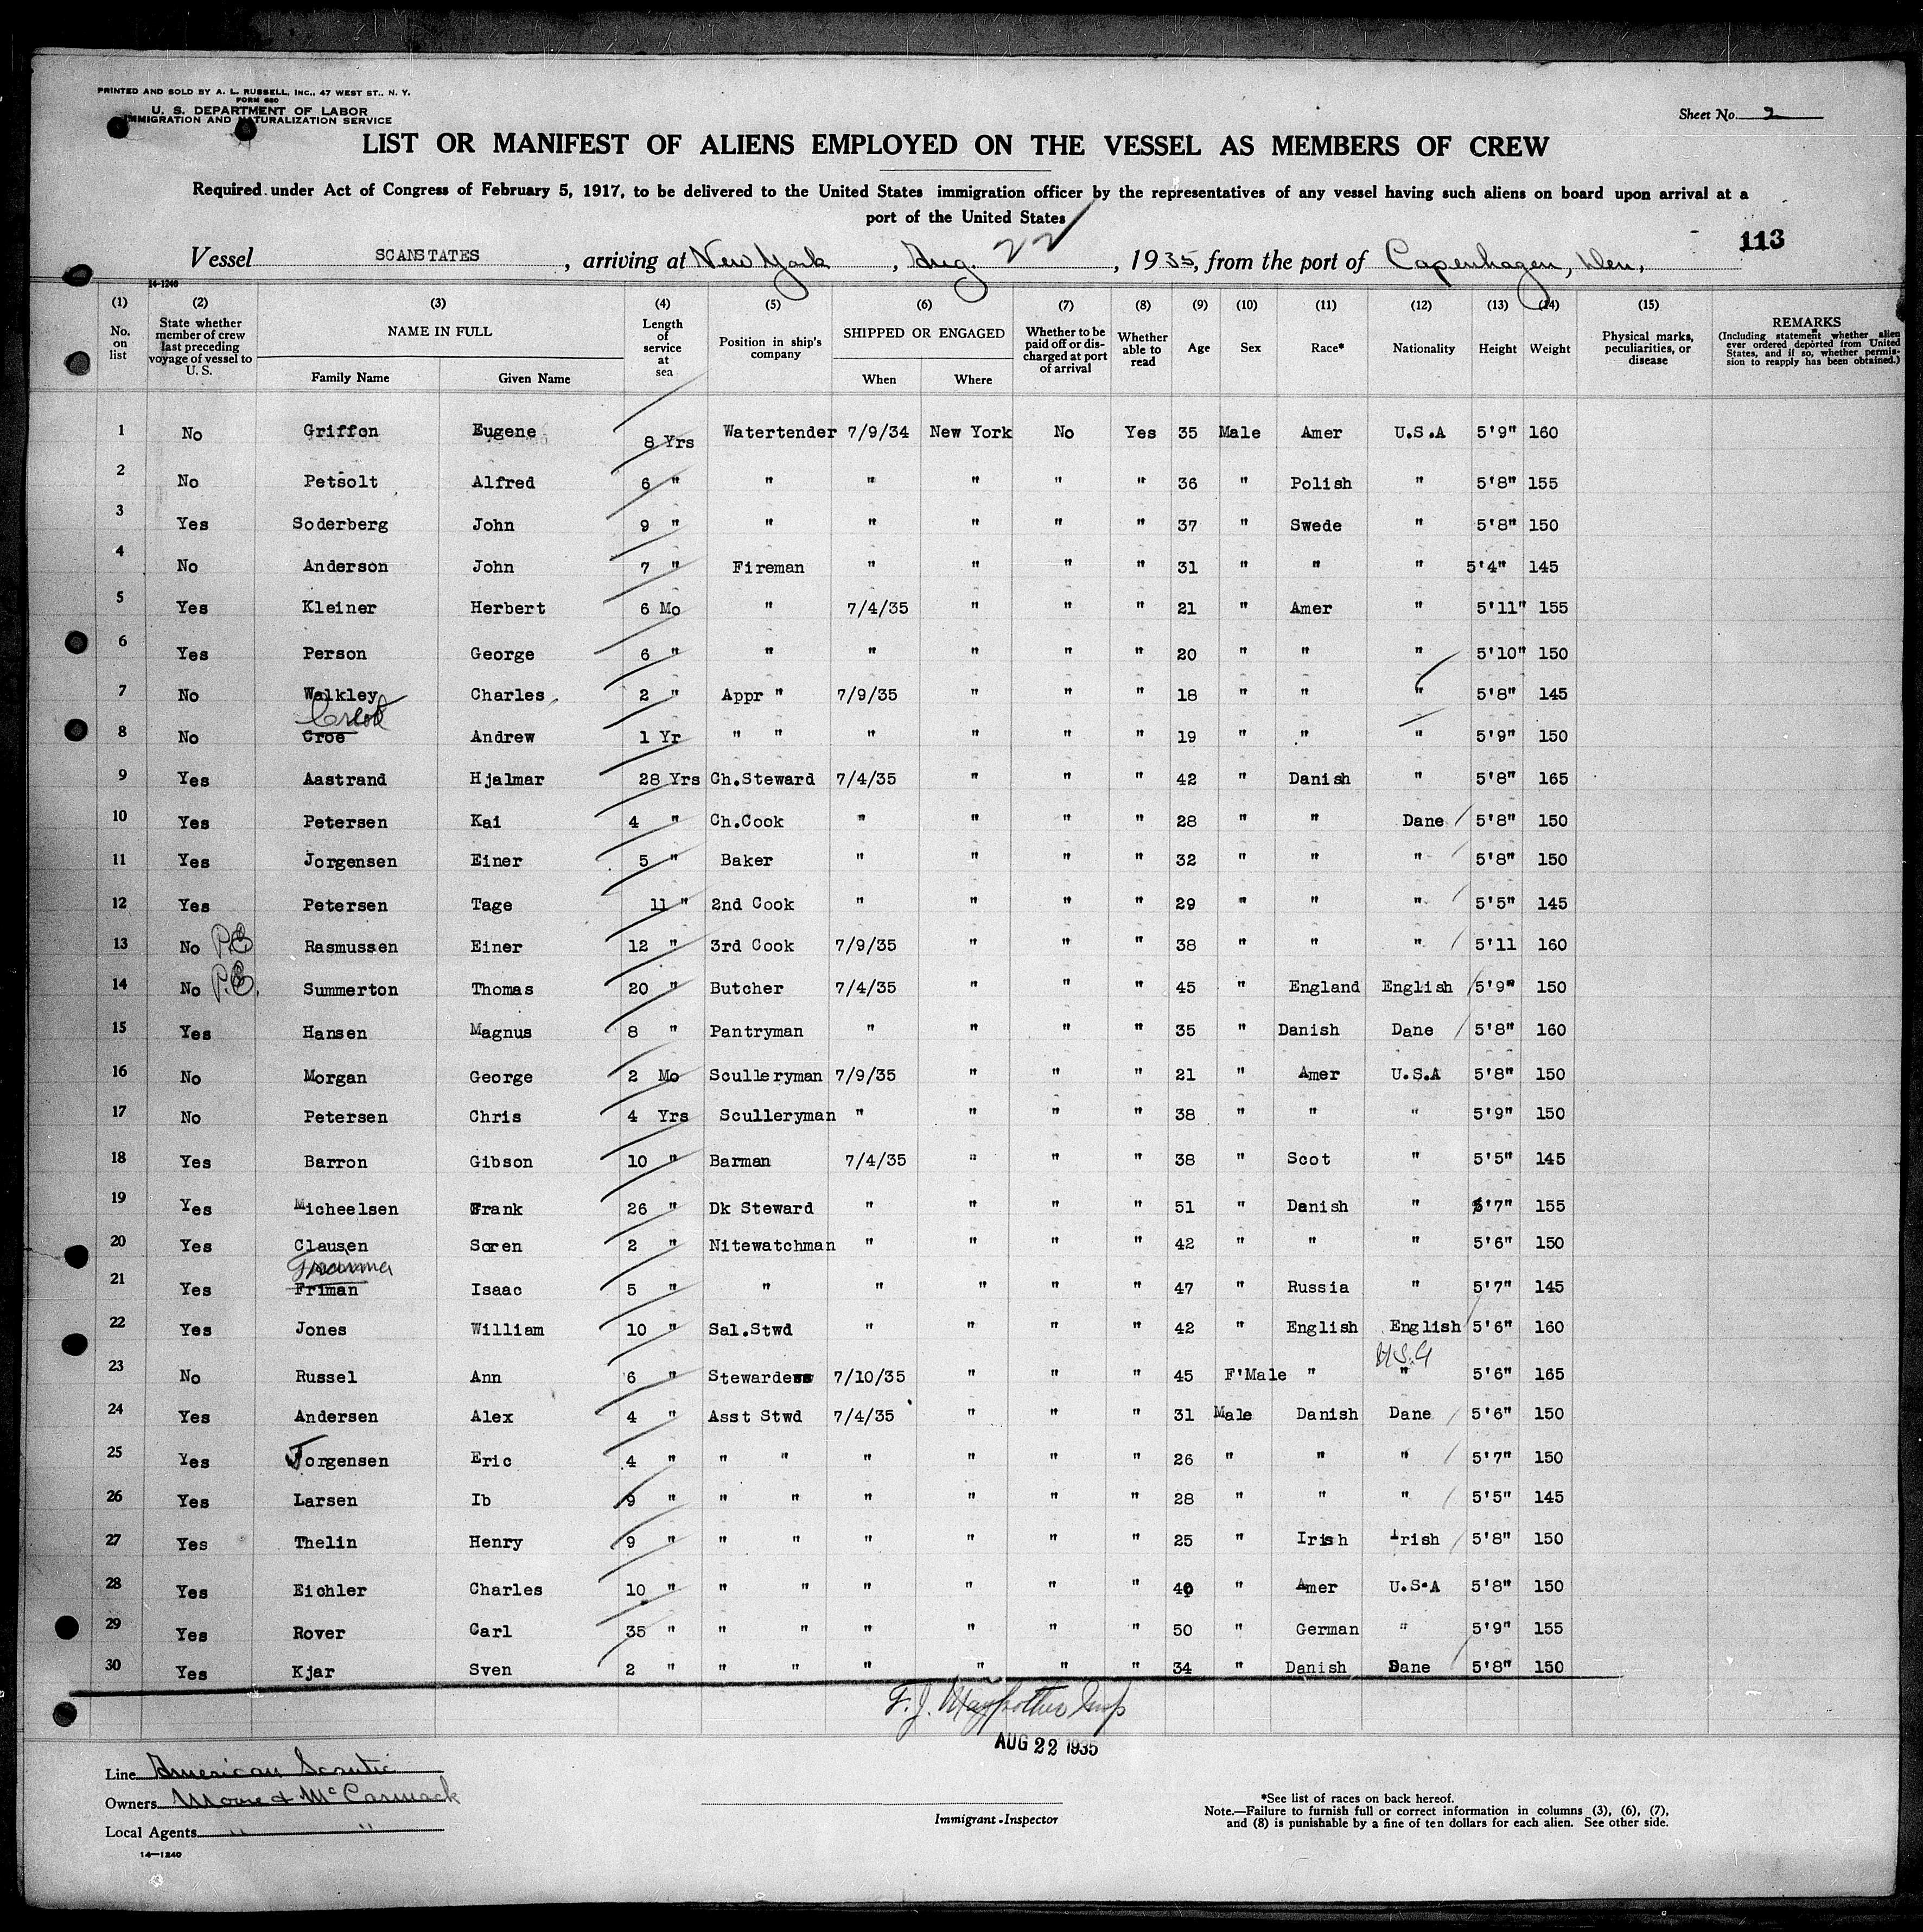 PRINTED AND SOLD BY A. L. RUSSELL, INC., 47 WEST ST., N. Y.
FORM 680
U. S. DEPARTMENT OF LABOR
IMMIGRATION AND NATURALIZATION SERVICE
Sheet No. 2
LIST OR MANIFEST OF ALIENS EMPLOYED ON THE VESSEL AS MEMBERS OF CREW
Required under Act of Congress of February 5, 1917, to be delivered to the United States immigration officer by the representatives of any vessel having such aliens on board upon arrival at a
port of the United States
113
Vessel SCANSTATES, arriving at New York, Aug. 22, 1935, from the port of Copenhagen, Den.
14-1240
(1) (2) (3) (4) (5) (6) (7) (8) (9) (10) (11) (12) (13) (14) (15)
No. on list State whether member of crew last preceding voyage of vessel to U. S. NAME IN FULL Family Name Given Name Length of service at sea Position in ship's company SHIPPED OR ENGAGED When Where Whether to be paid off or discharged at port of arrival Whether able to read Age Sex Race* Nationality Height Weight Physical marks, peculiarities, or disease REMARKS (Including statement whether alien ever ordered deported from United States, and if so, whether permission to reapply has been obtained.)
1 No Griffon Eugene 8 Yrs Watertender 7/9/34 New York No Yes 35 Male Amer U.S.A 5'9" 160
2 No Petsolt Alfred 6 " " " " " " 36 " Polish " 5'8" 155
3 Yes Soderberg John 9 " " " " " " 37 " Swede " 5'8" 150
4 No Anderson John 7 " Fireman " " " " 31 " " " 5'4" 145
5 Yes Kleiner Herbert 6 Mo " 7/4/35 " " " 21 " Amer " 5'11" 155
6 Yes Person George 6 " " " " " " 20 " " " 5'10" 150
7 No Walkley Charles 2 " Appr " 7/9/35 " " " 18 " " " 5'8" 145
8 No Croe Andrew 1 Yr " " " " " " 19 " " " 5'9" 150
9 Yes Aastrand Hjalmar 28 Yrs Ch.Steward 7/4/35 " " " 42 " Danish " 5'8" 165
10 Yes Petersen Kai 4 " Ch.Cook " " " " 28 " " Dane 5'8" 150
11 Yes Jorgensen Einer 5 " Baker " " " " 32 " " " 5'8" 150
12 Yes Petersen Tage 11 " 2nd Cook " " " " 29 " " " 5'5" 145
13 No Rasmussen Einer 12 " 3rd Cook 7/9/35 " " " 38 " " " 5'11 160
14 No Summerton Thomas 20 " Butcher 7/4/35 " " " 45 " England English 5'9" 150
15 Yes Hansen Magnus 8 " Pantryman " " " " 35 " Danish Dane 5'8" 160
16 No Morgan George 2 Mo Sculleryman 7/9/35 " " " 21 " Amer U.S.A 5'8" 150
17 No Petersen Chris 4 Yrs Sculleryman " " " " 38 " " " 5'9" 150
18 Yes Barron Gibson 10 " Barman 7/4/35 " " " 38 " Scot " 5'5" 145
19 Yes Micheelsen Frank 26 " Dk Steward " " " " 51 " Danish " 5'7" 155
20 Yes Clausen Soren 2 " Nitewatchman " " " " 42 " " " 5'6" 150
21 Yes Friman Isaac 5 " " " " " " 47 " Russia " 5'7" 145
22 Yes Jones William 10 " Sal.Stwd " " " " 42 " English English 5'6" 160
U.S.A
23 No Russel Ann 6 " Stewardess 7/10/35 " " " 45 F'Male " " 5'6" 165
24 Yes Andersen Alex 4 " Asst Stwd 7/4/35 " " " 31 Male Danish Dane 5'6" 150
25 Yes Jorgensen Eric 4 " " " " " " " 26 " " " 5'7" 150
26 Yes Larsen Ib 9 " " " " " " " 28 " " " 5'5" 145
27 Yes Thelin Henry 9 " " " " " " " 25 " Irish Irish 5'8" 150
28 Yes Eichler Charles 10 " " " " " " " 40 " Amer U.S.A 5'8" 150
29 Yes Rover Carl 35 " " " " " " " 50 " German " 5'9" 155
30 Yes Kjar Sven 2 " " " " " " " 34 " Danish Dane 5'8" 150
F. J.
AUG 22 1935
Line American Scantic
Owners Moore & McCormack
Local Agents " "
Immigrant Inspector
*See list of races on back hereof.
Note.—Failure to furnish full or correct information in columns (3), (6), (7),
and (8) is punishable by a fine of ten dollars for each alien. See other side.
14—1240